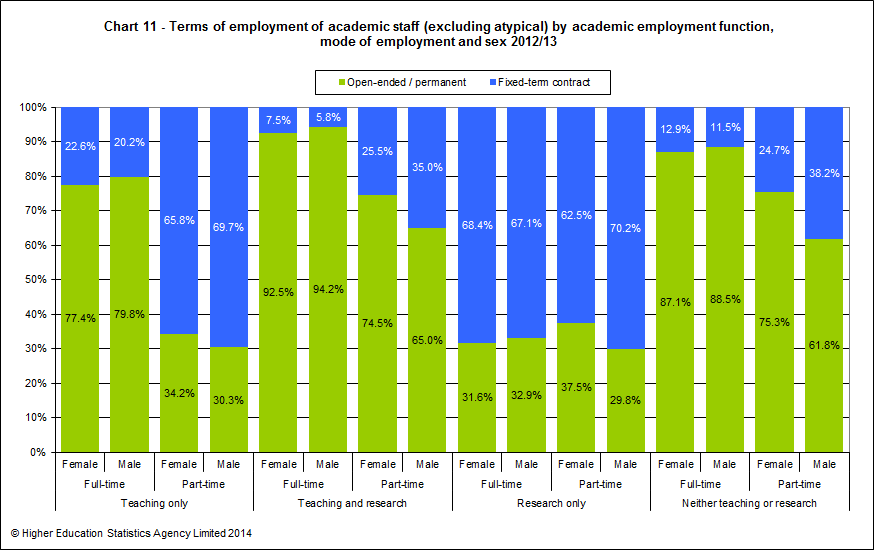 Chart 11 - Terms of employment of academic staff (excluding atypical) by academic employment function,
mode of employment and sex 2012/13
Open-ended / permanent Fixed-term contract
100%
90%
80%
70%
60%
50%
40%
30%
20%
10%
0%
22.6% 20.2% 65.8% 69.7% 7.5% 5.8% 25.5% 35.0% 68.4% 67.1% 62.5% 70.2% 12.9% 11.5% 24.7% 38.2%
77.4% 79.8% 34.2% 30.3% 92.5% 94.2% 74.5% 65.0% 31.6% 32.9% 37.5% 29.8% 87.1% 88.5% 75.3% 61.8%
Female Male Female Male Female Male Female Male Female Male Female Male Female Male Female Male
Full-time Part-time Full-time Part-time Full-time Part-time Full-time Part-time
Teaching only Teaching and research Research only Neither teaching or research
© Higher Education Statistics Agency Limited 2014